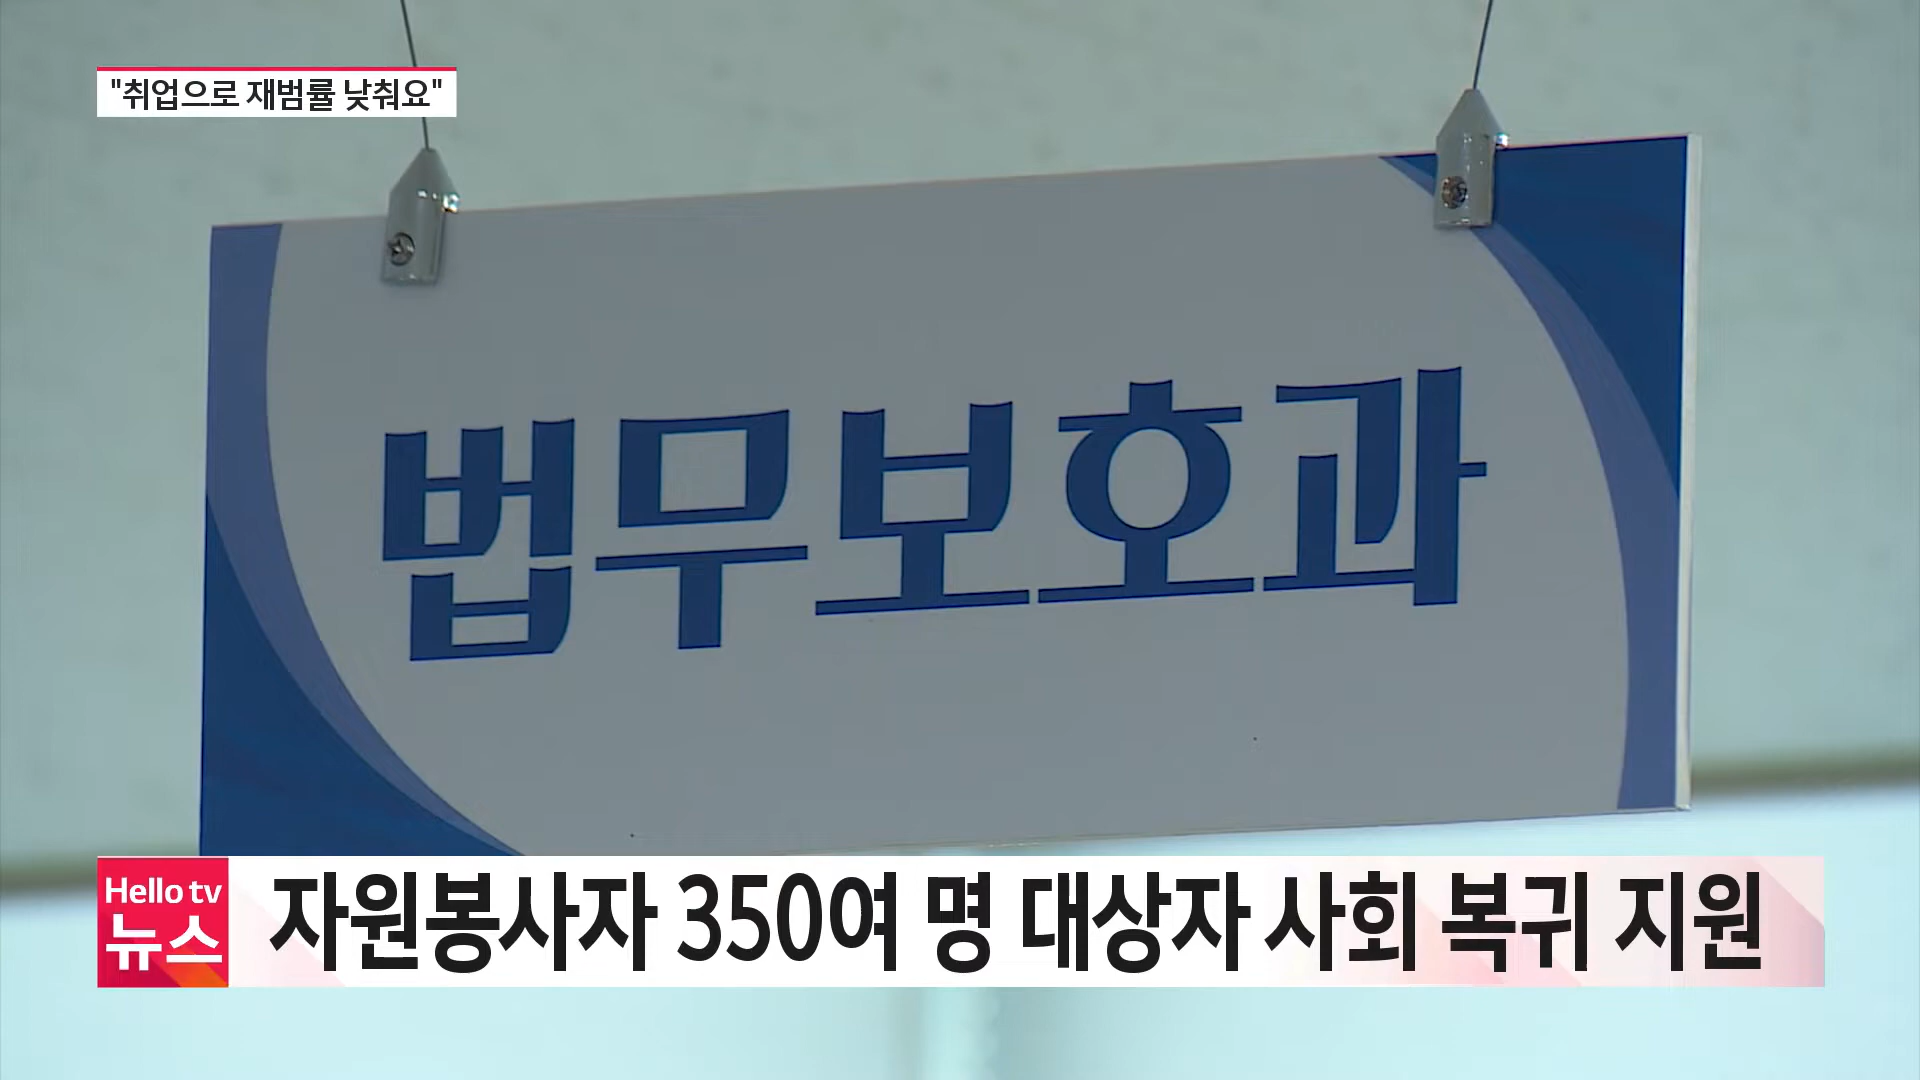 "취업으로 재범률 낮춰요"
법무보호과
Hello tv
뉴스
자원봉사자 350여 명 대상자 사회 복귀 지원